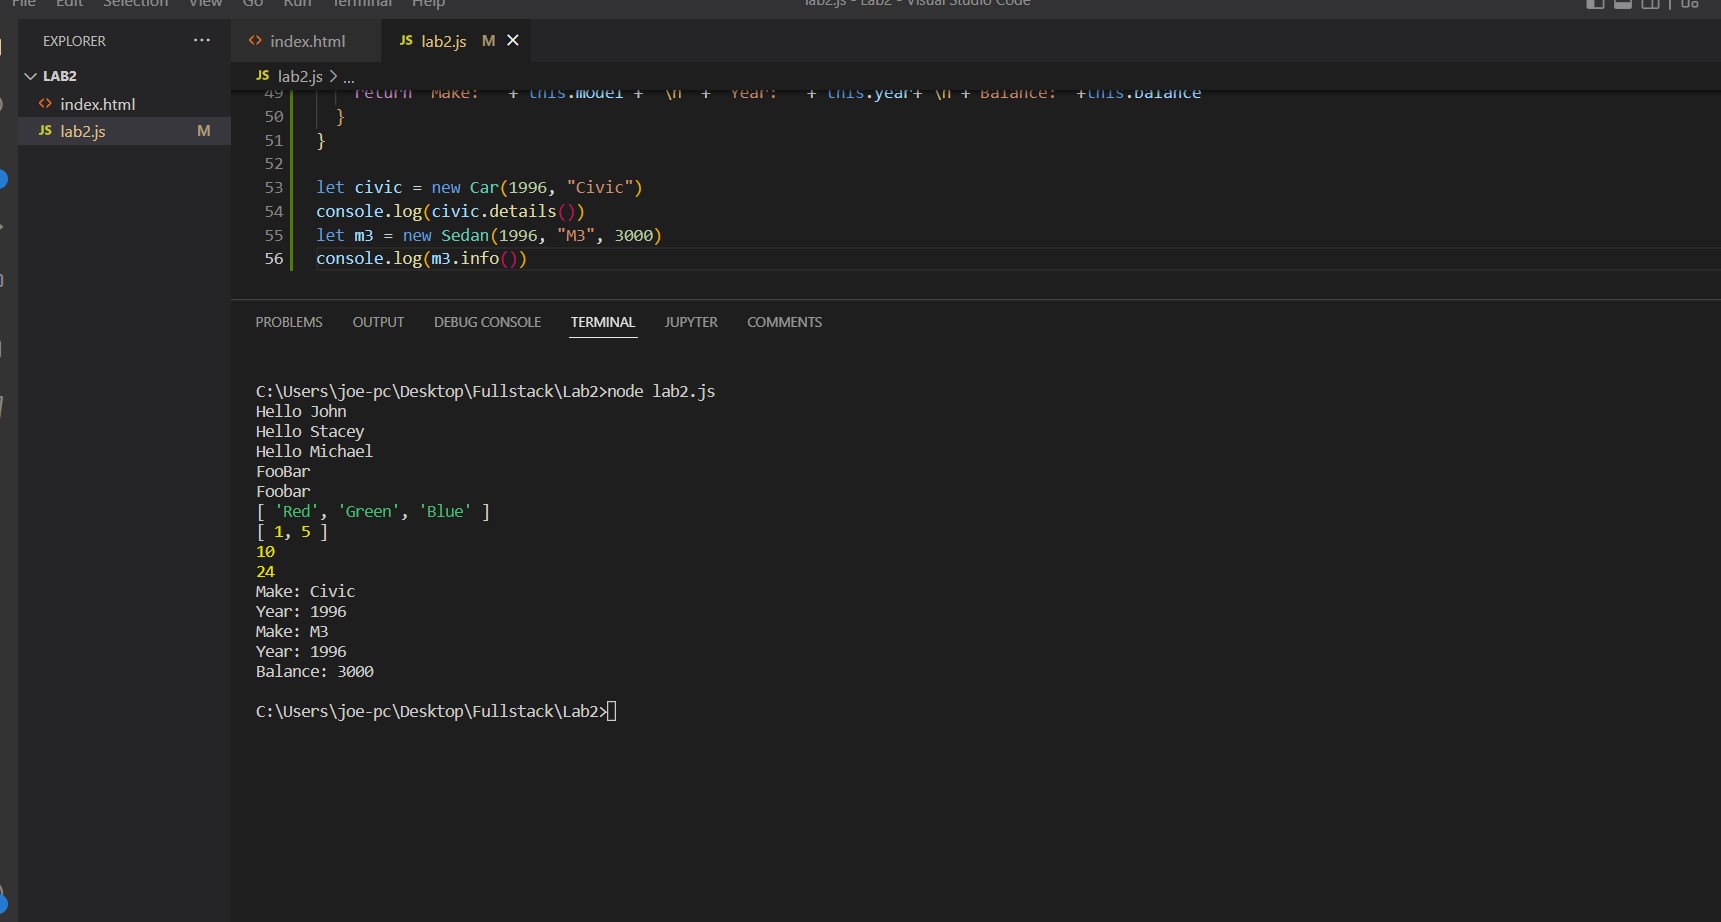 File Edit Selection View Go Run Terminal Help
lab2.js - Lab2 - Visual Studio Code
EXPLORER ...
LAB2
index.html
JS lab2.js M
index.html
JS lab2.js M
JS lab2.js > ...
49 return "Make: " + this.model + "\n" + "Year: " + this.year+ "\n"+"Balance: "+this.balance
50 }
51 }
52
53 let civic = new Car(1996, "Civic")
54 console.log(civic.details())
55 let m3 = new Sedan(1996, "M3", 3000)
56 console.log(m3.info())
PROBLEMS OUTPUT DEBUG CONSOLE TERMINAL JUPYTER COMMENTS
C:\Users\joe-pc\Desktop\Fullstack\Lab2>node lab2.js
Hello John
Hello Stacey
Hello Michael
FooBar
Foobar
[ 'Red', 'Green', 'Blue' ]
[ 1, 5 ]
10
24
Make: Civic
Year: 1996
Make: M3
Year: 1996
Balance: 3000
C:\Users\joe-pc\Desktop\Fullstack\Lab2>